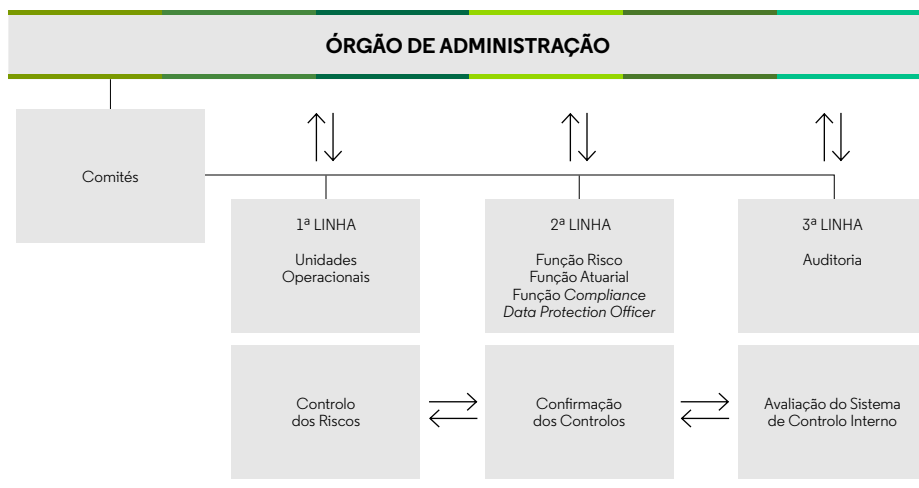 ÓRGÃO DE ADMINISTRAÇÃO
Comités
1ª LINHA
Unidades
Operacionais
2ª LINHA
Função Risco
Função Atuarial
Função Compliance
Data Protection Officer
3ª LINHA
Auditoria
Controlo
dos Riscos
Confirmação
dos Controlos
Avaliação do Sistema
de Controlo Interno